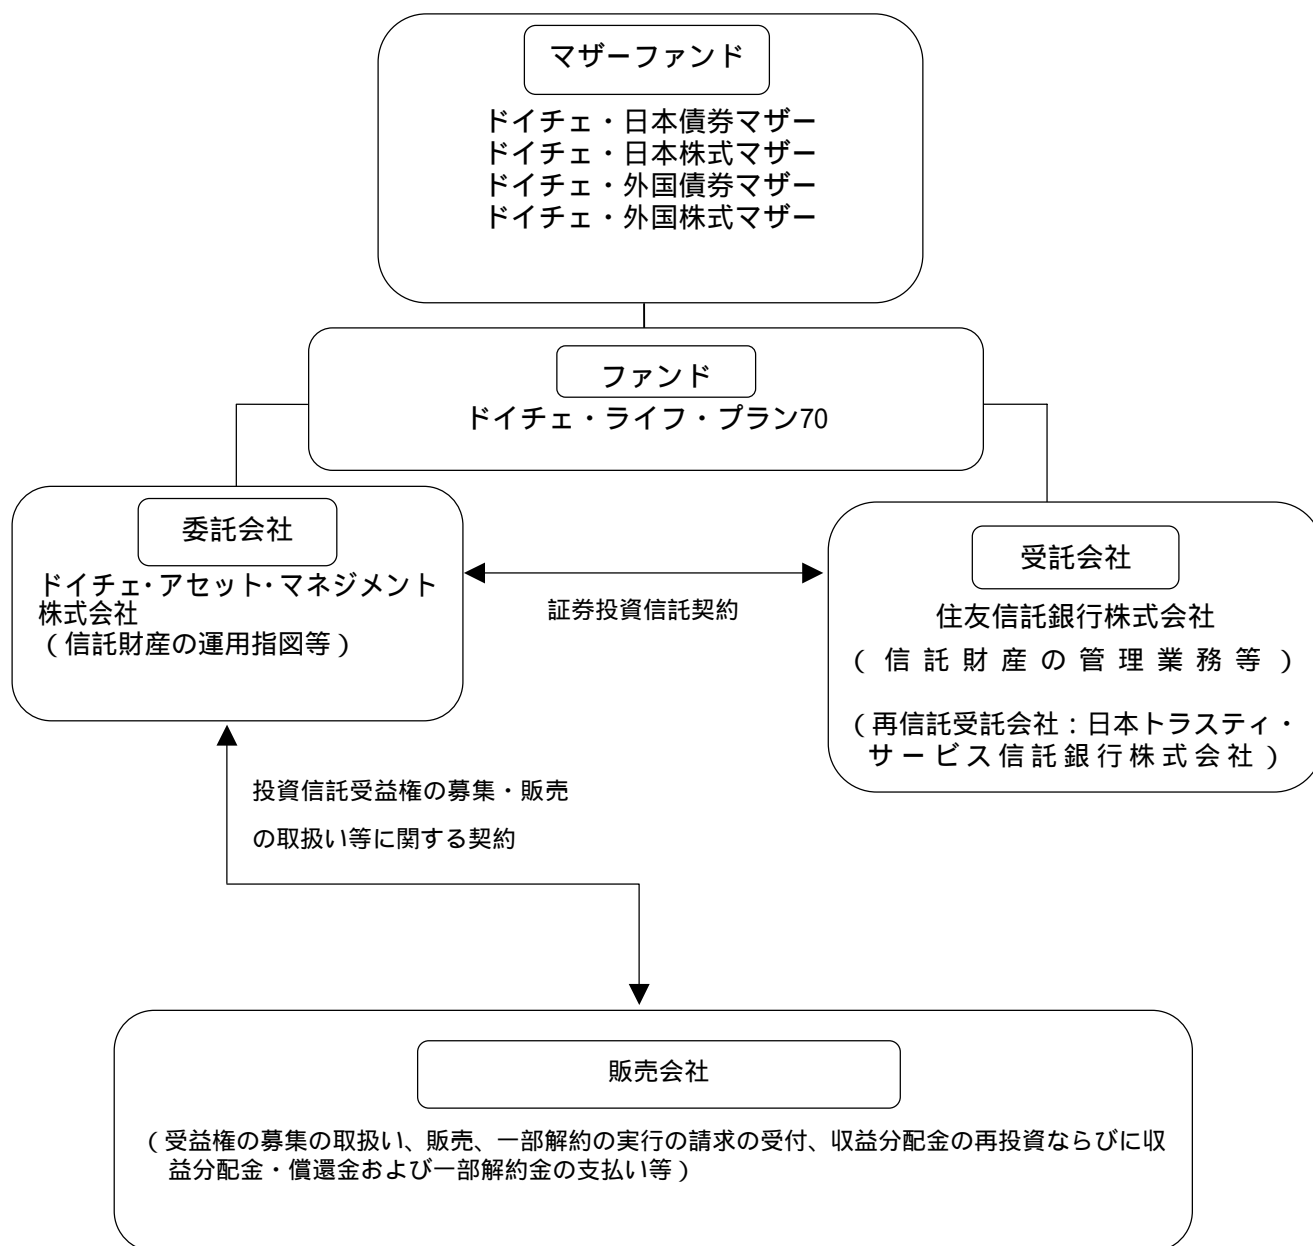 マザーファンド
ドイチェ・日本債券マザー
ドイチェ・日本株式マザー
ドイチェ・外国債券マザー
ドイチェ・外国株式マザー
ファンド
ドイチェ・ライフ・プラン70
委託会社
ドイチェ・アセット・マネジメント
株式会社
(信託財産の運用指図等)
証券投資信託契約
受託会社
住友信託銀行株式会社
(信託財産の管理業務等)
(再信託受託会社:日本トラスティ・
サービス信託銀行株式会社)
投資信託受益権の募集・販売
の取扱い等に関する契約
販売会社
(受益権の募集の取扱い、販売、一部解約の実行の請求の受付、収益分配金の再投資ならびに収
益分配金・償還金および一部解約金の支払い等)